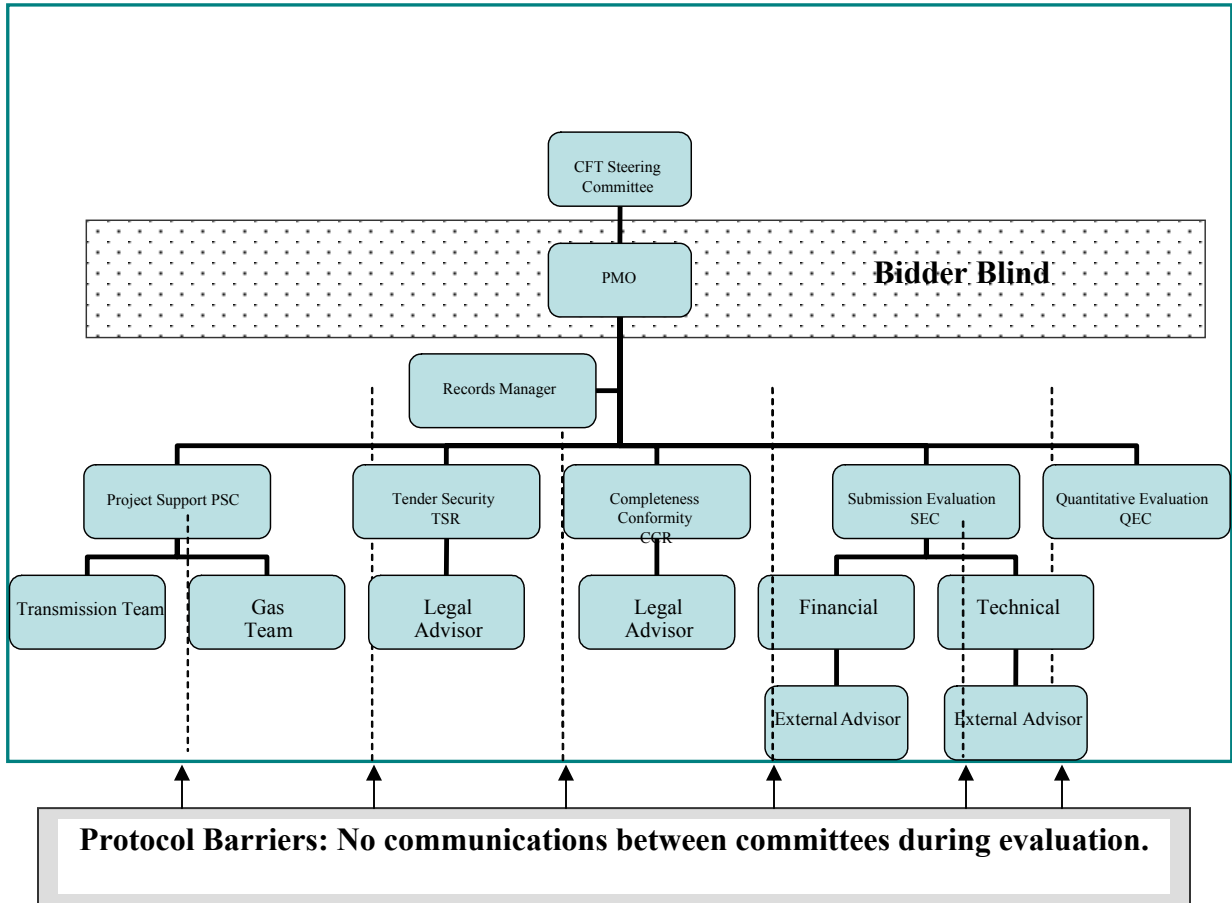 CFT Steering
Committee
PMO
Bidder Blind
Records Manager
Project Support PSC
Tender Security
TSR
Completeness
Conformity
CCR
Submission Evaluation
SEC
Quantitative Evaluation
QEC
Transmission Team
Gas
Team
Legal
Advisor
Legal
Advisor
Financial
Technical
External Advisor
External Advisor
Protocol Barriers: No communications between committees during evaluation.